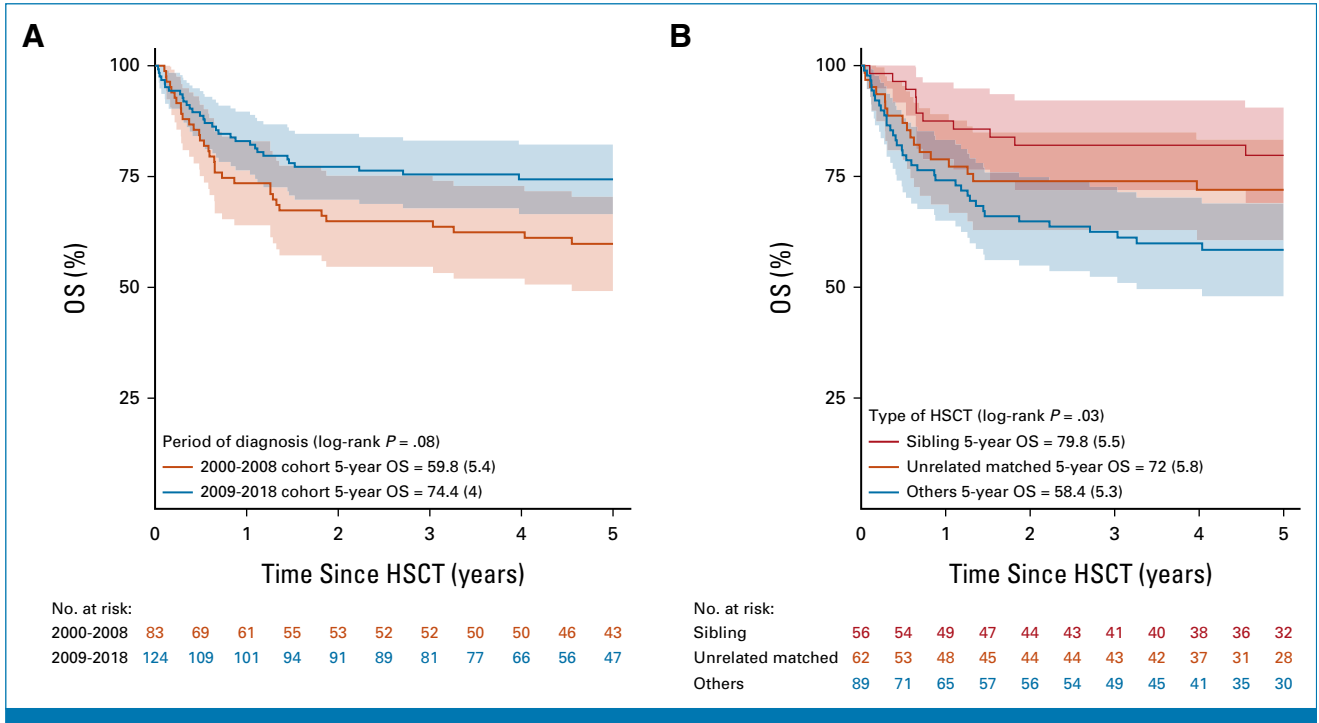 A
100
75
50
25
OS (%)
Period of diagnosis (log-rank P = .08)
2000-2008 cohort 5-year OS = 59.8 (5.4)
2009-2018 cohort 5-year OS = 74.4 (4)
0 1 2 3 4 5
Time Since HSCT (years)
No. at risk:
2000-2008 83 69 61 55 53 52 52 50 50 46 43
2009-2018 124 109 101 94 91 89 81 77 66 56 47
B
100
75
50
25
OS (%)
Type of HSCT (log-rank P = .03)
Sibling 5-year OS = 79.8 (5.5)
Unrelated matched 5-year OS = 72 (5.8)
Others 5-year OS = 58.4 (5.3)
0 1 2 3 4 5
Time Since HSCT (years)
No. at risk:
Sibling 56 54 49 47 44 43 41 40 38 36 32
Unrelated matched 62 53 48 45 44 44 43 42 37 31 28
Others 89 71 65 57 56 54 49 45 41 35 30